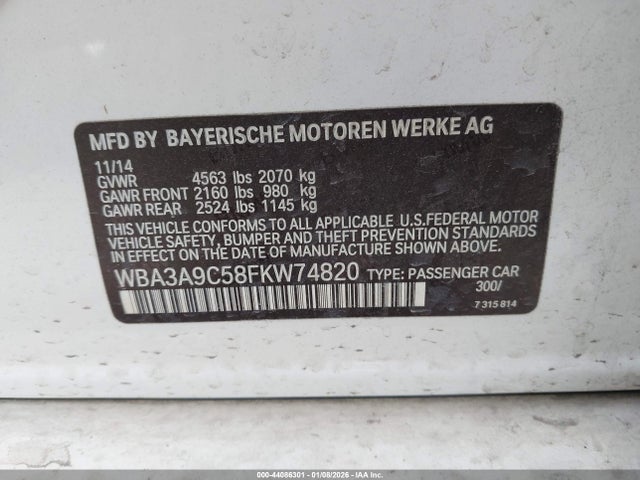 MFD BY BAYERISCHE MOTOREN WERKE AG
11/14
GVWR 4563 lbs 2070 kg
GAWR FRONT 2160 lbs 980 kg
GAWR REAR 2524 lbs 1145 kg
THIS VEHICLE CONFORMS TO ALL APPLICABLE U.S.FEDERAL MOTOR
VEHICLE SAFETY, BUMPER AND THEFT PREVENTION STANDARDS
IN EFFECT ON THE DATE OF MANUFACTURE SHOWN ABOVE.
WBA3A9C58FKW74820 TYPE: PASSENGER CAR
300/
7 315 814
000-44086301 - 01/08/2026 - IAA Inc.